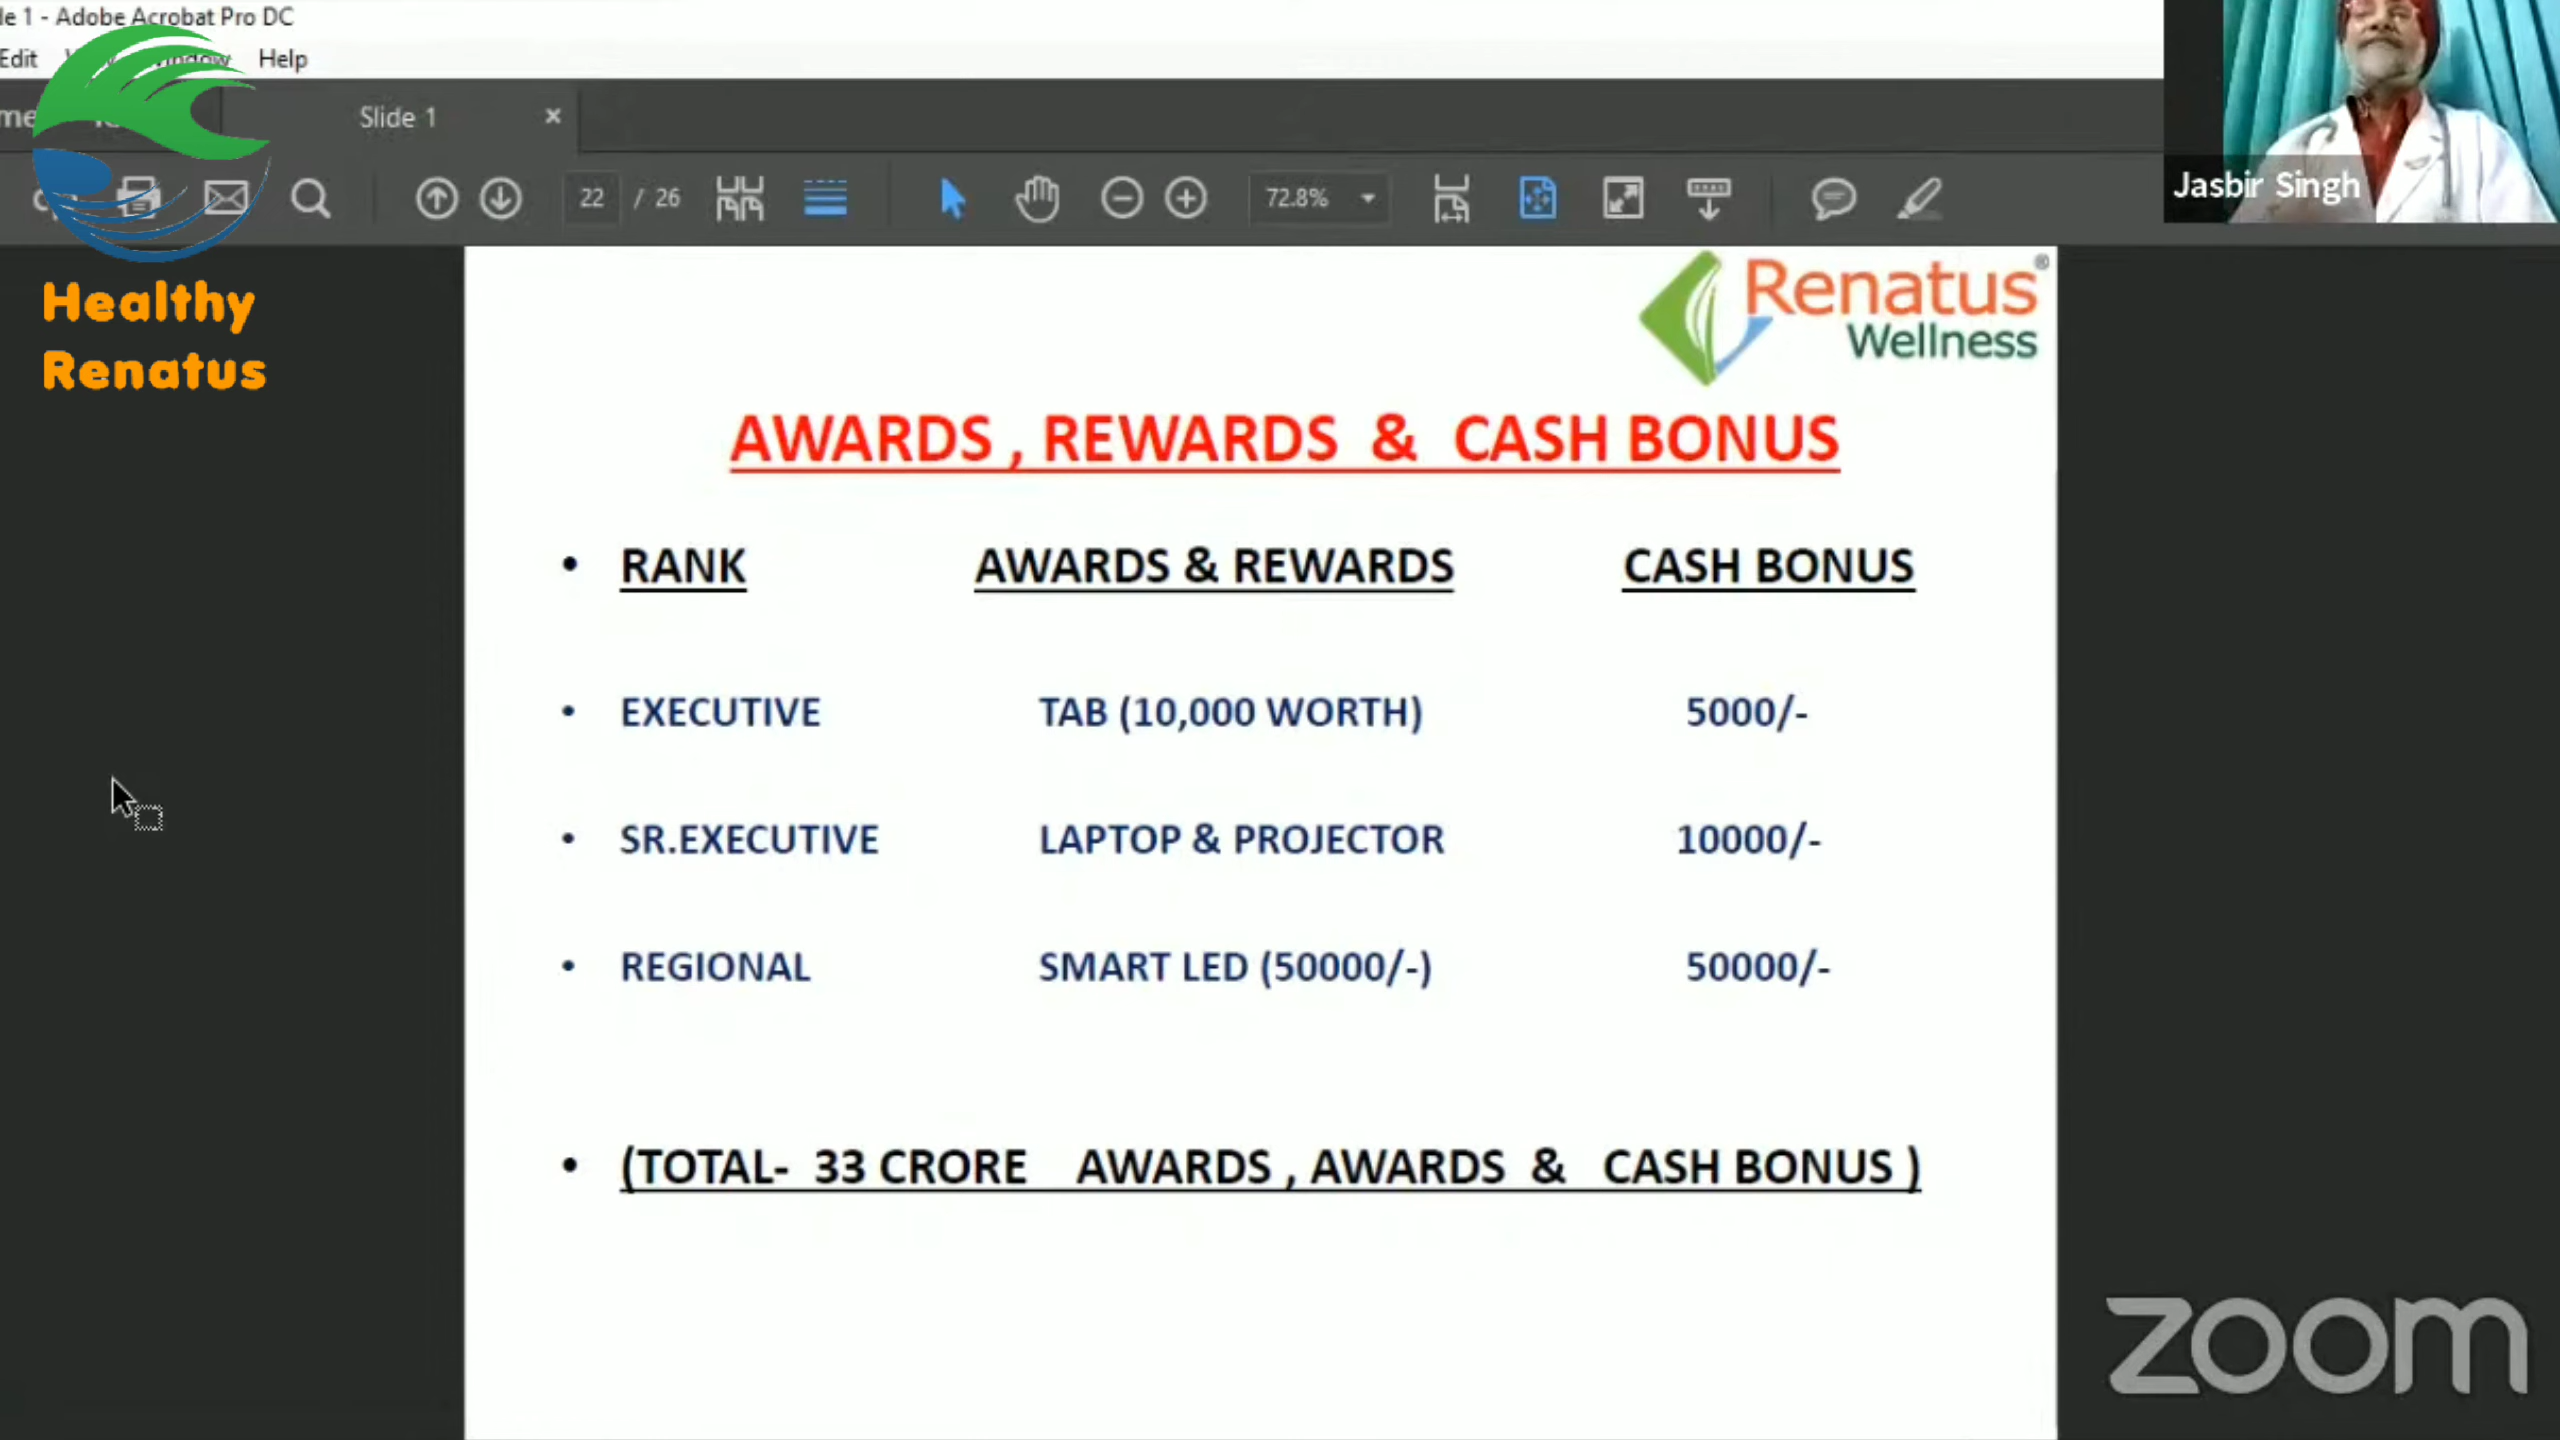 de 1 - Adobe Acrobat Pro DC
Edit Window Help
Slide 1 ×
22 / 26 72.8%
Jasbir Singh
Healthy
Renatus
Renatus®
Wellness
AWARDS , REWARDS & CASH BONUS
• RANK AWARDS & REWARDS CASH BONUS
• EXECUTIVE TAB (10,000 WORTH) 5000/-
• SR.EXECUTIVE LAPTOP & PROJECTOR 10000/-
• REGIONAL SMART LED (50000/-) 50000/-
• (TOTAL- 33 CRORE AWARDS , AWARDS & CASH BONUS )
zoom